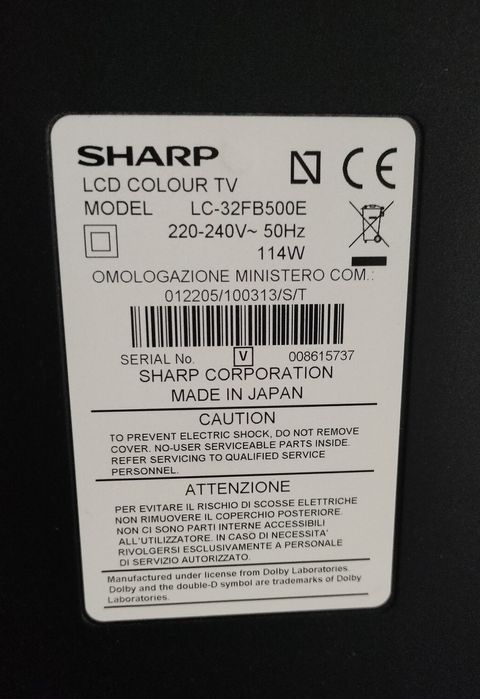 SHARP
LCD COLOUR TV
MODEL LC-32FB500E
220-240V~ 50Hz
114W
OMOLOGAZIONE MINISTERO COM.:
012205/100313/S/T
SERIAL No. V 008615737
SHARP CORPORATION
MADE IN JAPAN
CAUTION
TO PREVENT ELECTRIC SHOCK, DO NOT REMOVE
COVER. NO-USER SERVICEABLE PARTS INSIDE.
REFER SERVICING TO QUALIFIED SERVICE
PERSONNEL.
ATTENZIONE
PER EVITARE IL RISCHIO DI SCOSSE ELETTRICHE
NON RIMUOVERE IL COPERCHIO POSTERIORE.
NON CI SONO PARTI INTERNE ACCESSIBILI
ALL'UTILIZZATORE. IN CASO DI NECESSITA'
RIVOLGERSI ESCLUSIVAMENTE A PERSONALE
DI SERVIZIO AUTORIZZATO.
Manufactured under license from Dolby Laboratories.
Dolby and the double-D symbol are trademarks of Dolby
Laboratories.